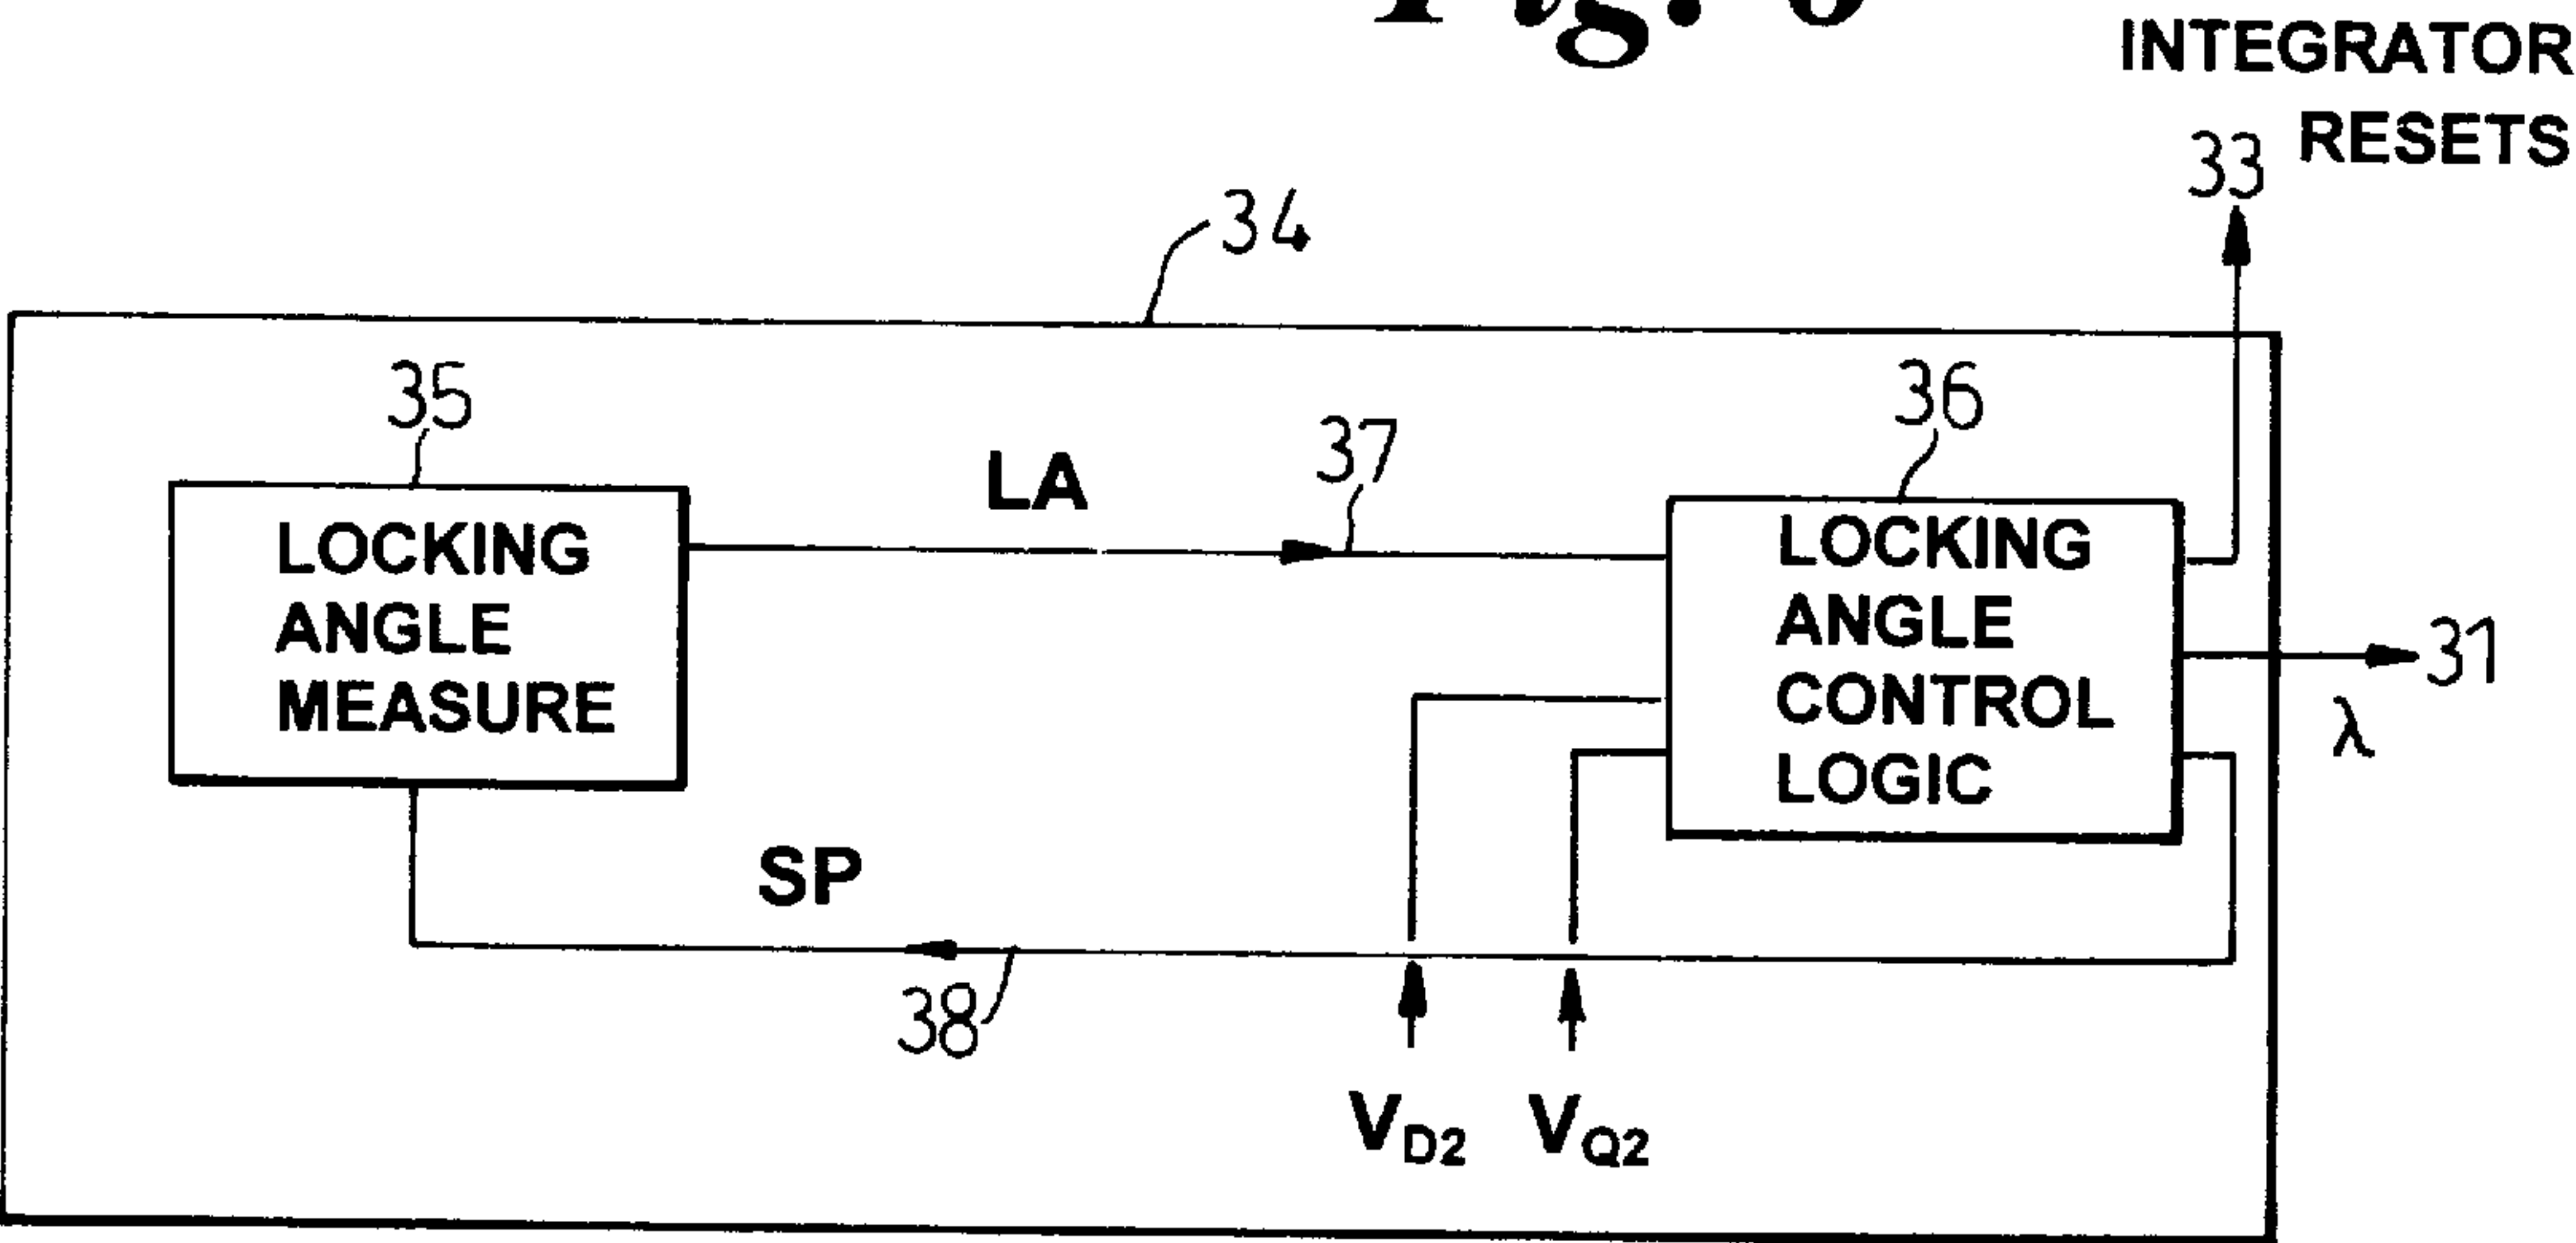 INTEGRATOR
RESETS
33
34
35
36
37
LA
LOCKING
ANGLE
MEASURE
LOCKING
ANGLE
CONTROL
LOGIC
31
λ
SP
38
VD2 VQ2